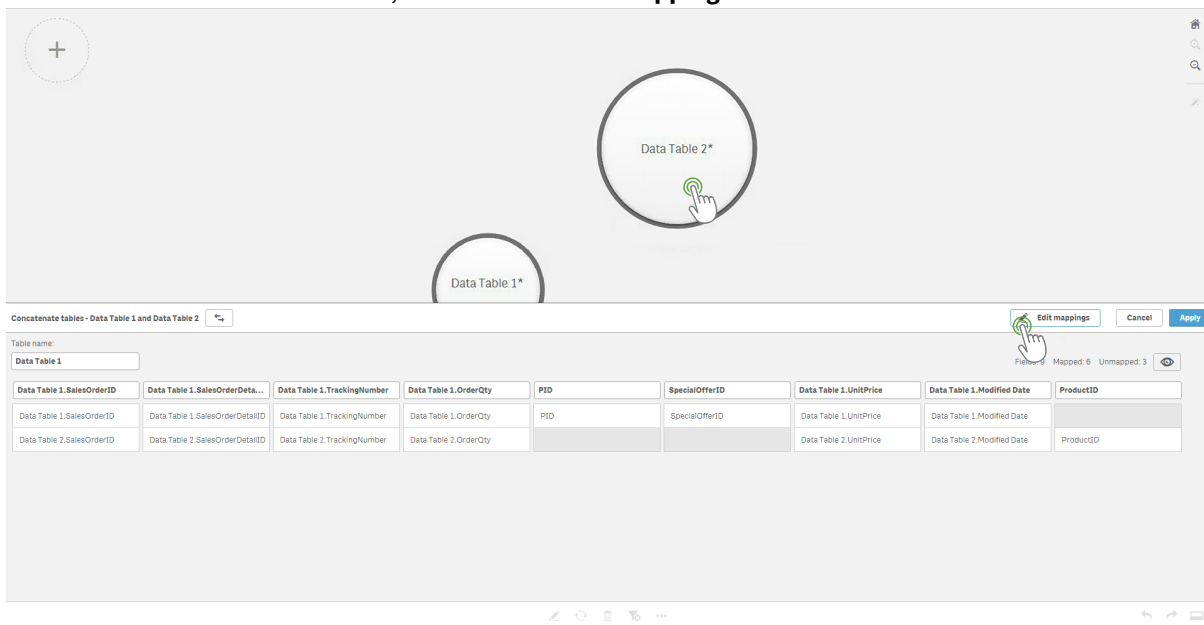 +
Data Table 2*
Data Table 1*
Concatenate tables - Data Table 1 and Data Table 2
Edit mappings
Cancel
Apply
Table name:
Data Table 1
Mapped: 6 Unmapped: 3
Data Table 1.SalesOrderID Data Table 1.SalesOrderDeta... Data Table 1.TrackingNumber Data Table 1.OrderQty PID SpecialOfferID Data Table 1.UnitPrice Data Table 1.Modified Date ProductID
Data Table 1.SalesOrderID Data Table 1.SalesOrderDetailID Data Table 1.TrackingNumber Data Table 1.OrderQty PID SpecialOfferID Data Table 1.UnitPrice Data Table 1.Modified Date
Data Table 2.SalesOrderID Data Table 2.SalesOrderDetailID Data Table 2.TrackingNumber Data Table 2.OrderQty Data Table 2.UnitPrice Data Table 2.Modified Date ProductID